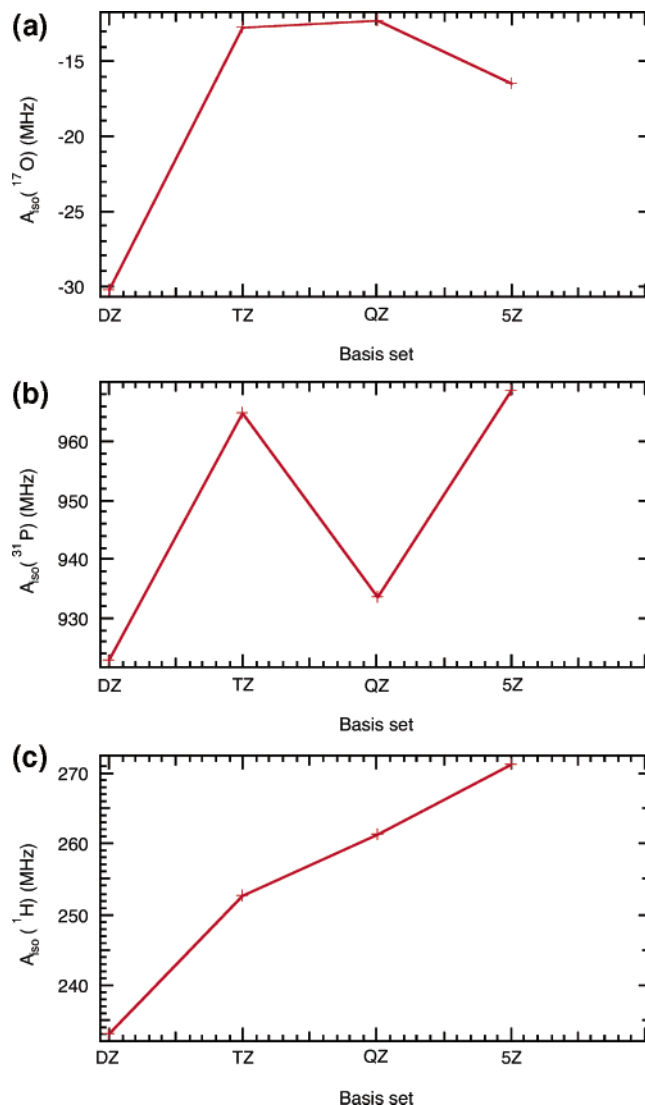 (a)
A_iso(¹⁷O) (MHz)
-15
-20
-25
-30
DZ TZ QZ 5Z
Basis set
(b)
A_iso(³¹P) (MHz)
960
950
940
930
DZ TZ QZ 5Z
Basis set
(c)
A_iso(¹H) (MHz)
270
260
250
240
DZ TZ QZ 5Z
Basis set